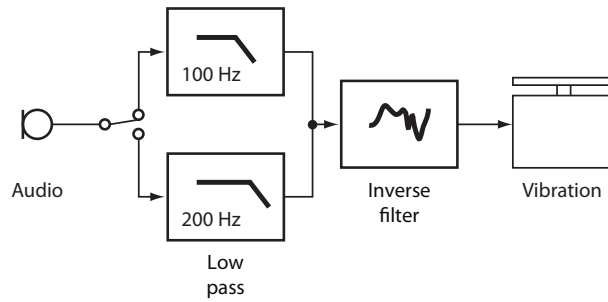 100 Hz
200 Hz
Audio
Low
pass
Inverse
filter
Vibration